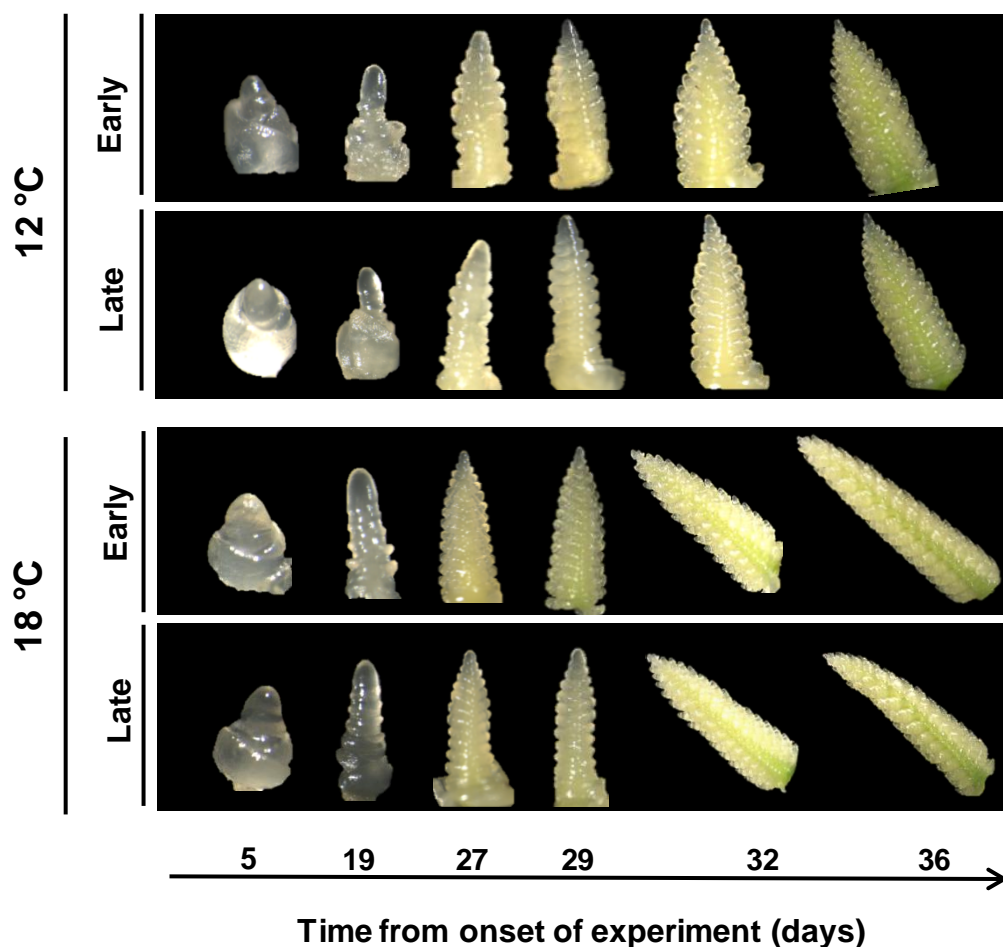 12 °C
Early
Late
18 °C
Early
Late
5 19 27 29 32 36
Time from onset of experiment (days)